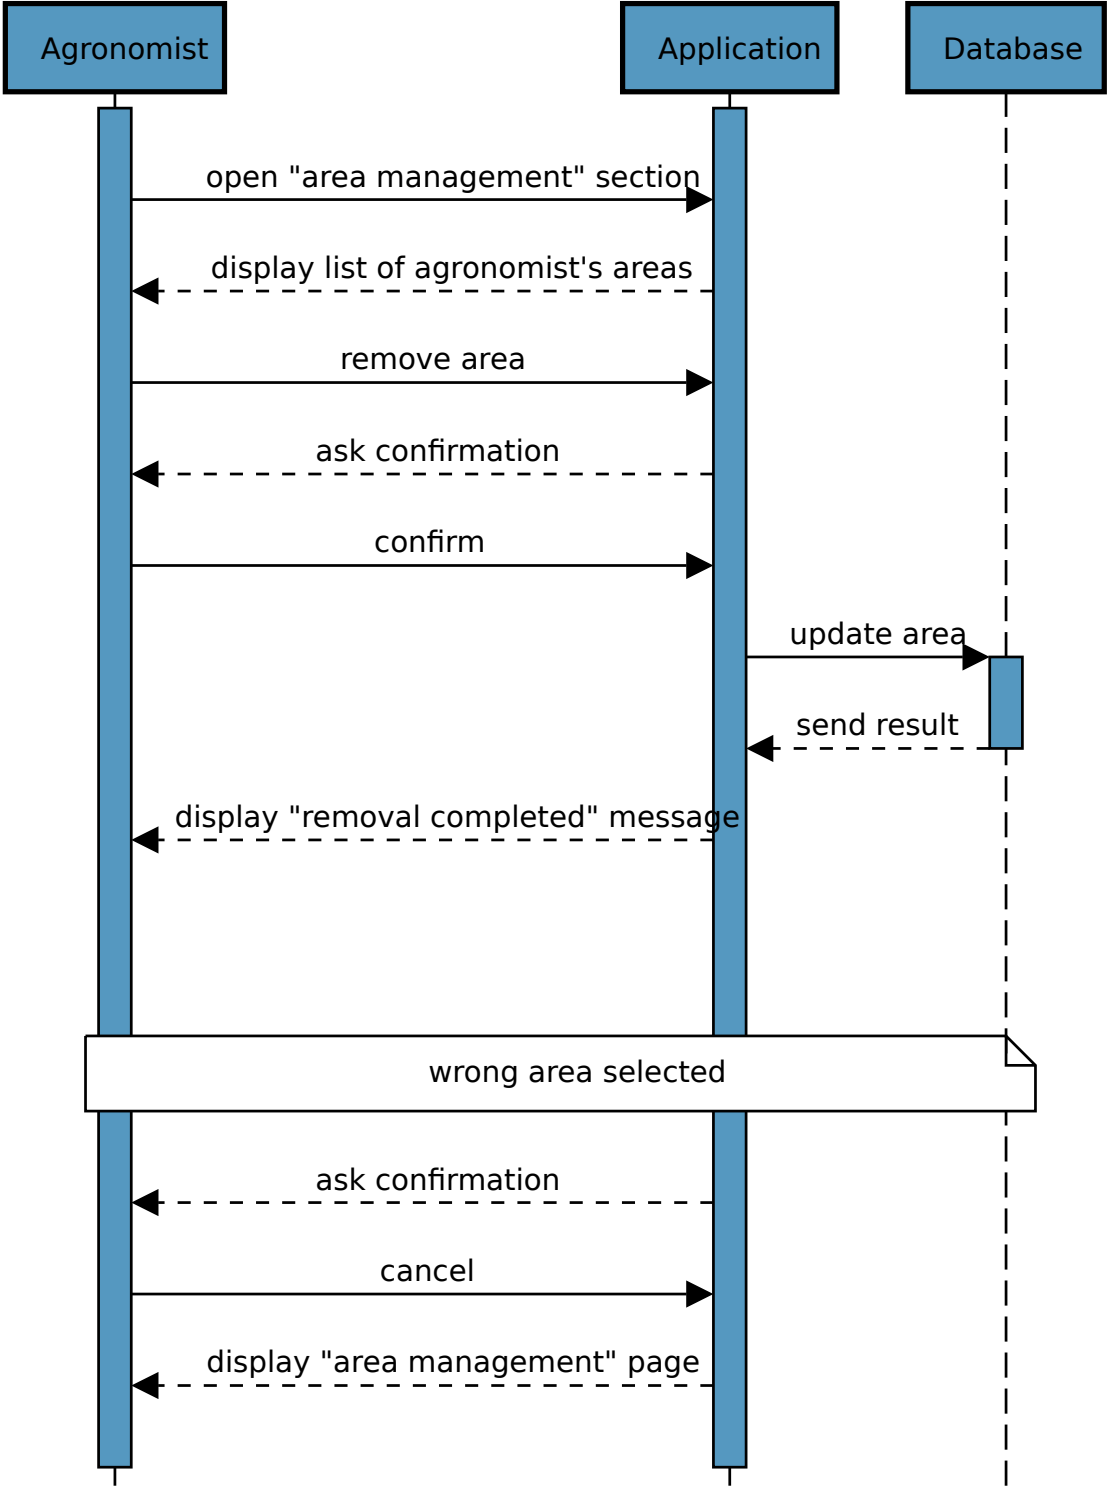 Agronomist
Application
Database
open "area management" section
display list of agronomist's areas
remove area
ask confirmation
confirm
update area
send result
display "removal completed" message
wrong area selected
ask confirmation
cancel
display "area management" page